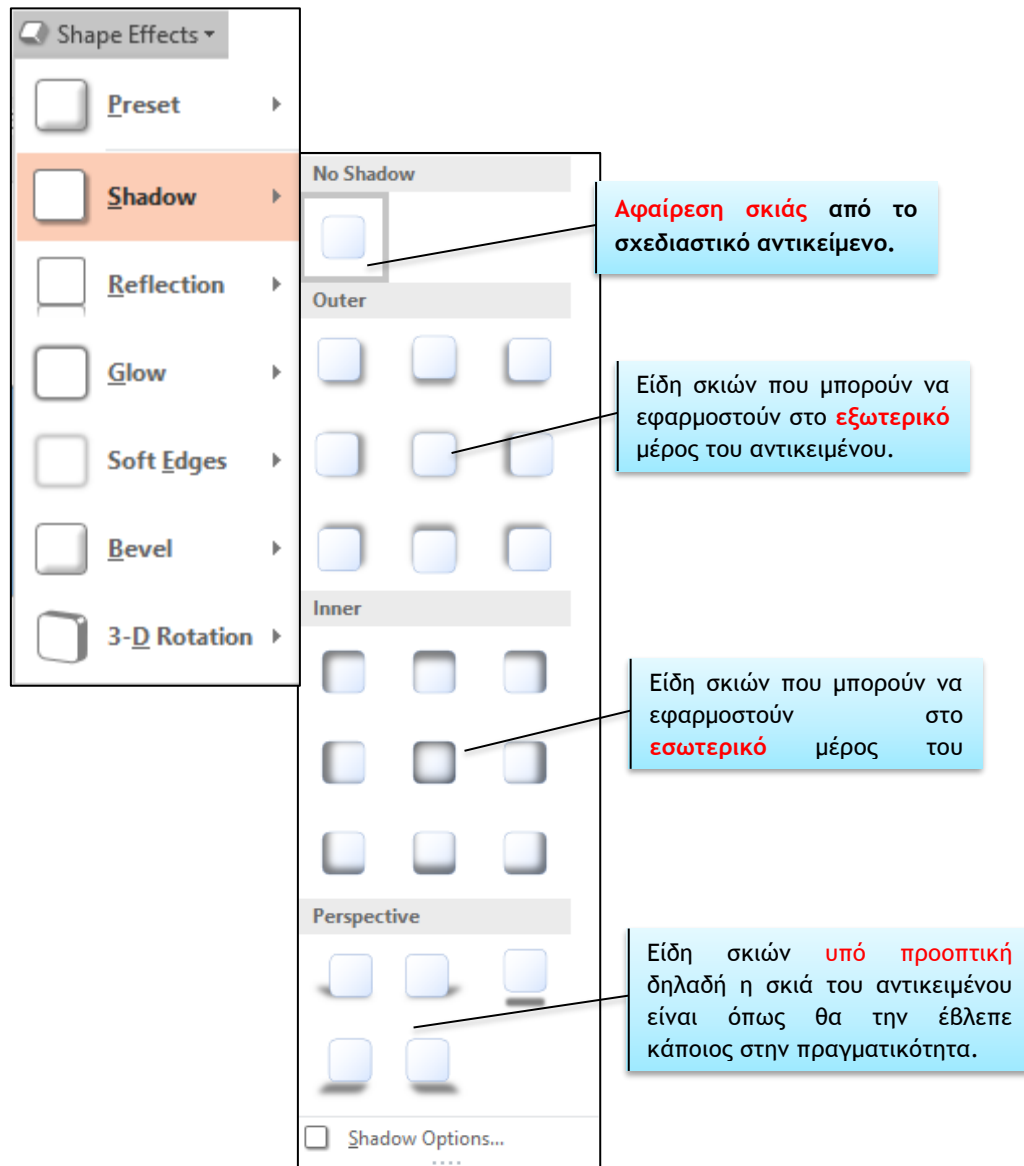 Shape Effects
Preset
Shadow
Reflection
Glow
Soft Edges
Bevel
3-D Rotation
No Shadow
Outer
Inner
Perspective
Shadow Options...
Αφαίρεση σκιάς από το
σχεδιαστικό αντικείμενο.
Είδη σκιών που μπορούν να
εφαρμοστούν στο εξωτερικό
μέρος του αντικειμένου.
Είδη σκιών που μπορούν να
εφαρμοστούν στο
εσωτερικό μέρος του
Είδη σκιών υπό προοπτική
δηλαδή η σκιά του αντικειμένου
είναι όπως θα την έβλεπε
κάποιος στην πραγματικότητα.